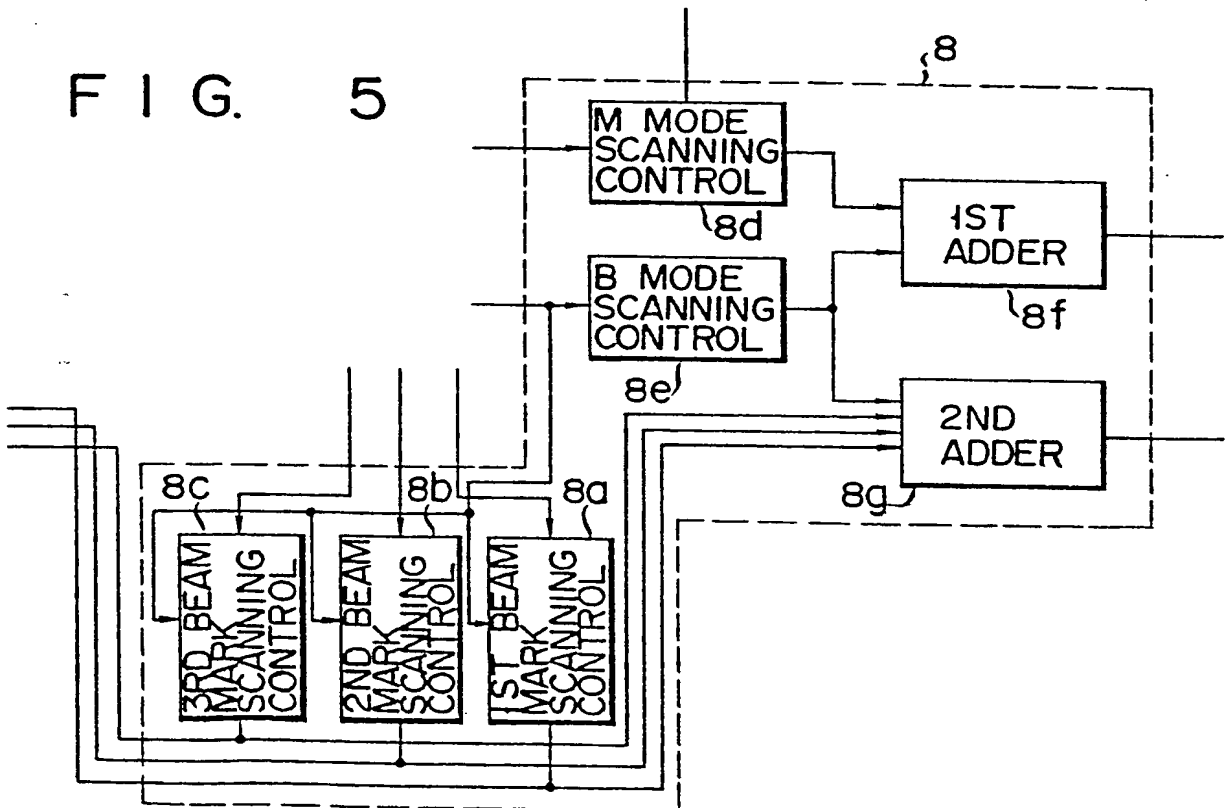 FIG. 5
8
M MODE
SCANNING
CONTROL
8d
1ST
ADDER
8f
B MODE
SCANNING
CONTROL
8e
2ND
ADDER
8g
8c
3RD BEAM
MARK
SCANNING
CONTROL
8b
2ND BEAM
MARK
SCANNING
CONTROL
8a
1ST BEAM
MARK
SCANNING
CONTROL